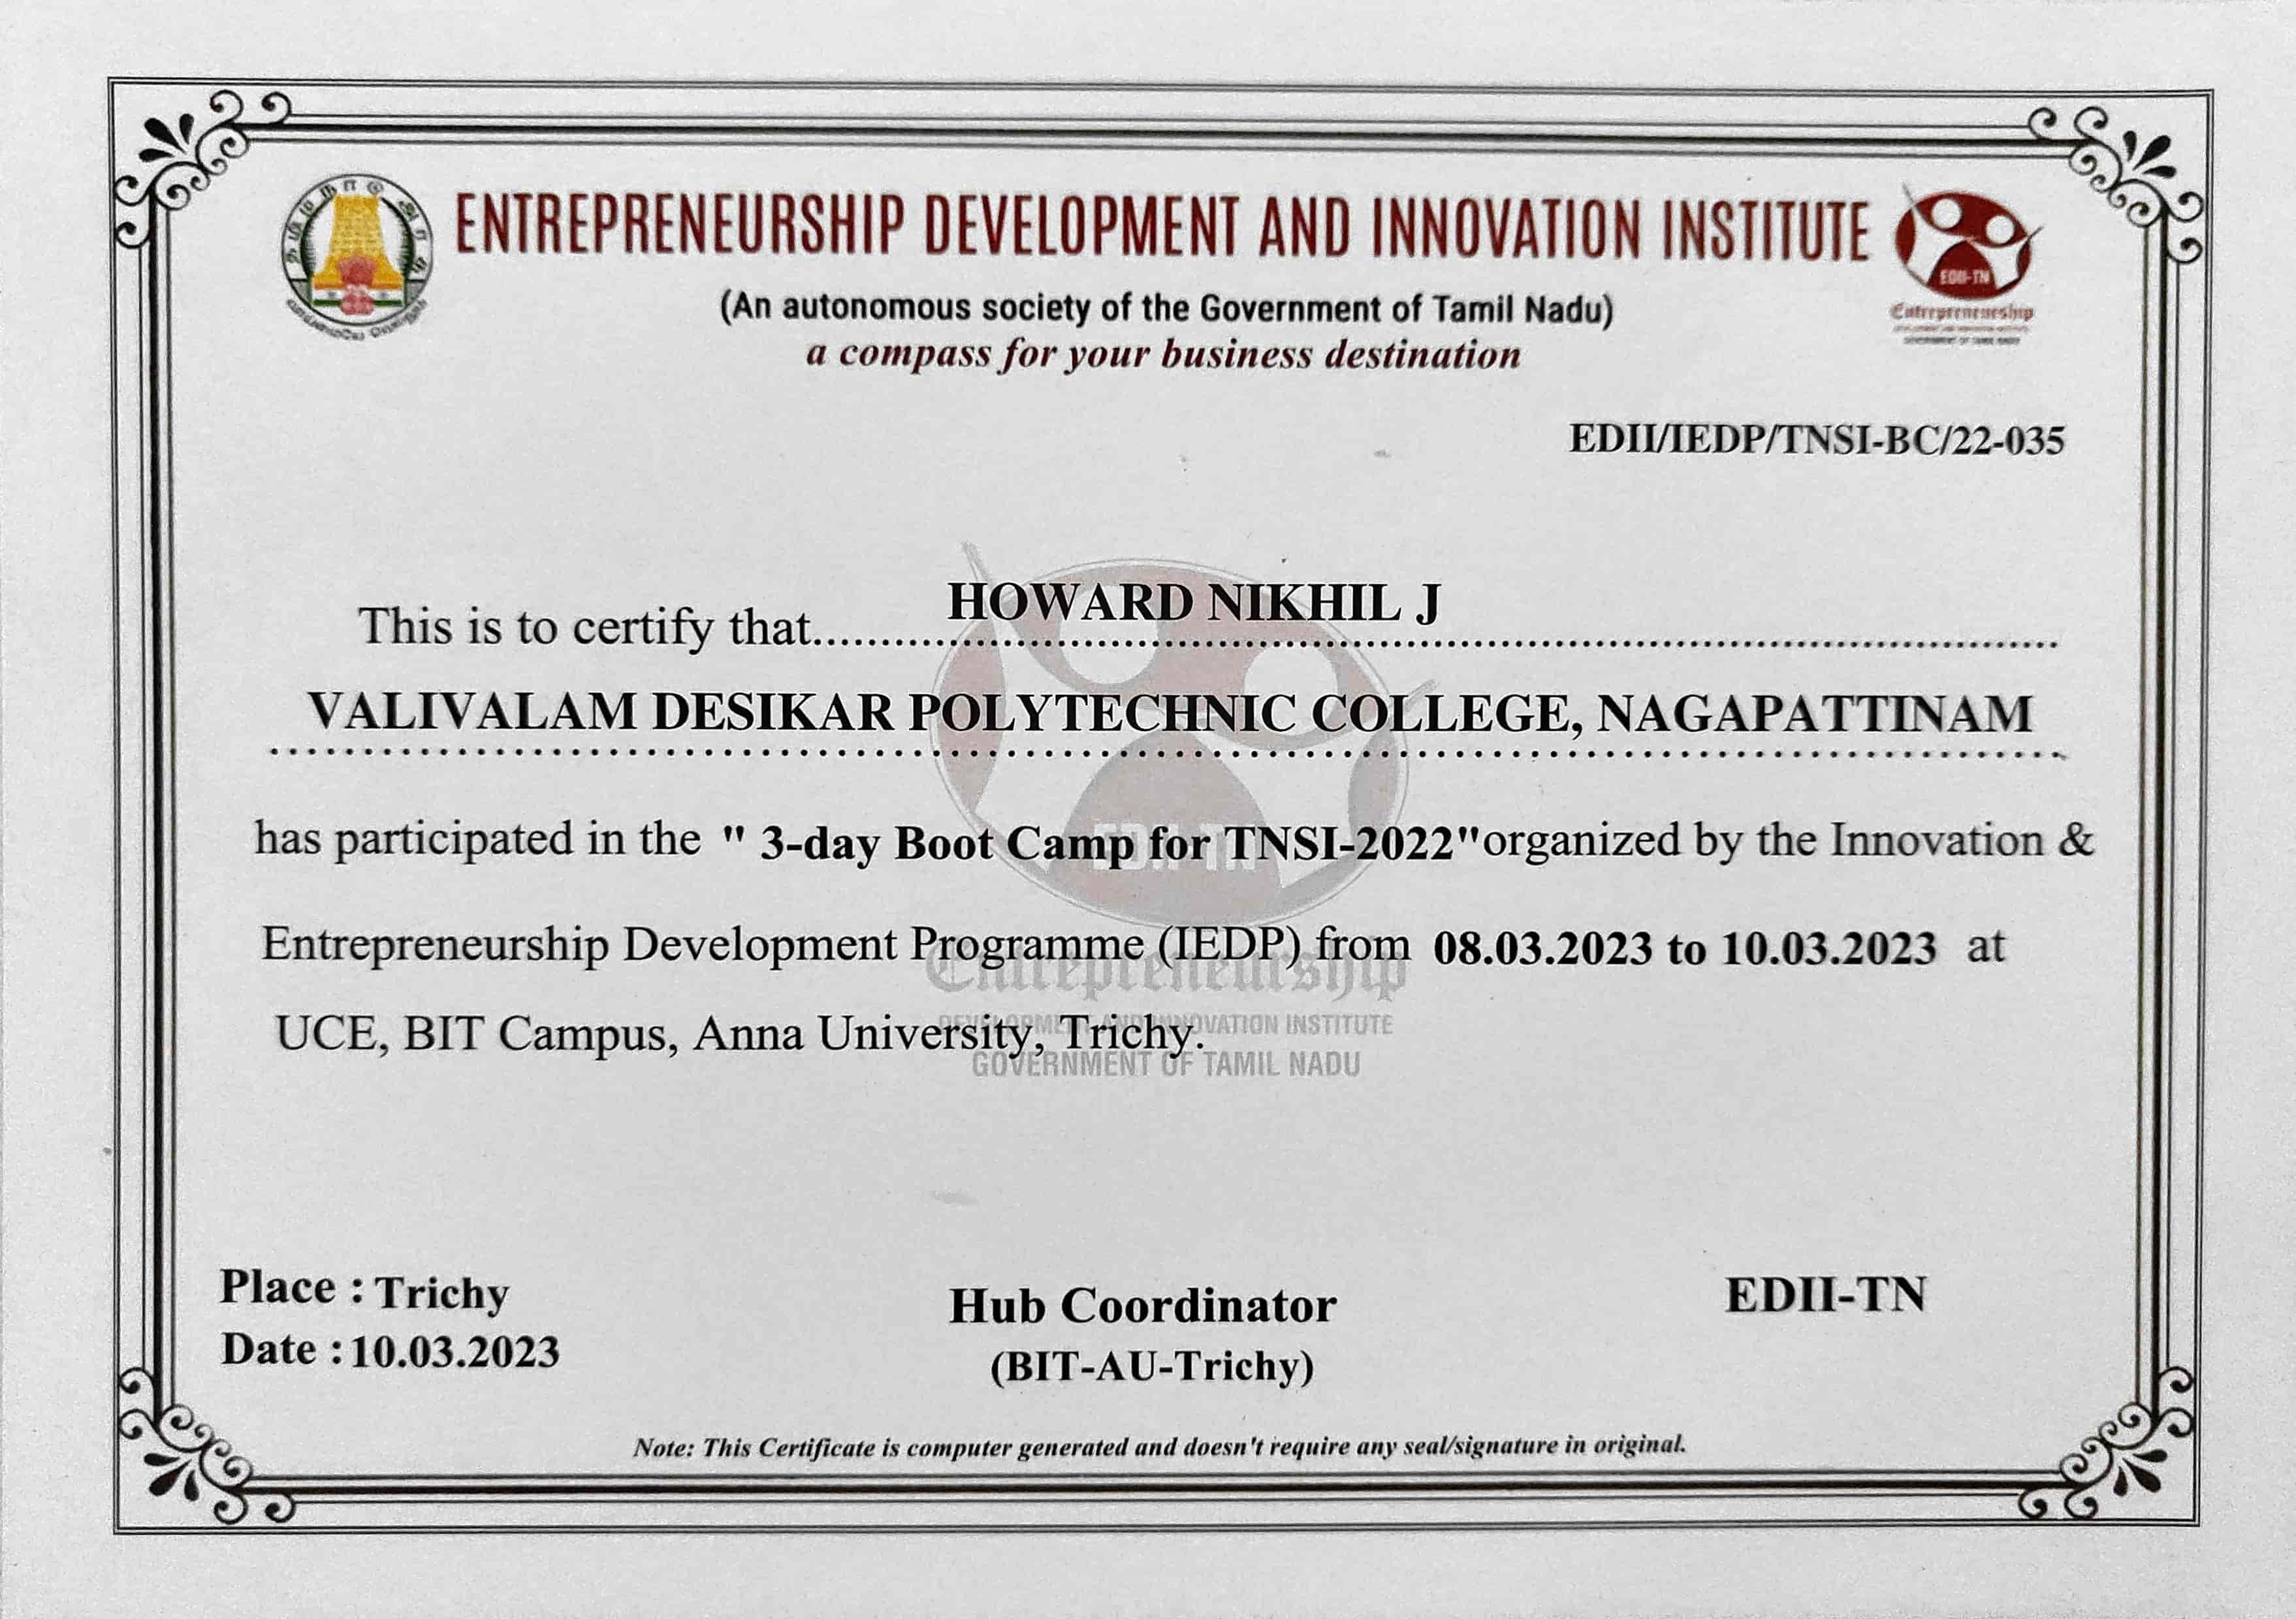 ENTREPRENEURSHIP DEVELOPMENT AND INNOVATION INSTITUTE
(An autonomous society of the Government of Tamil Nadu)
a compass for your business destination
EDII-TN
Entrepreneurship
EDII/IEDP/TNSI-BC/22-035
This is to certify that HOWARD NIKHIL J
VALIVALAM DESIKAR POLYTECHNIC COLLEGE, NAGAPATTINAM
has participated in the " 3-day Boot Camp for TNSI-2022" organized by the Innovation &
Entrepreneurship Development Programme (IEDP) from 08.03.2023 to 10.03.2023 at
UCE, BIT Campus, Anna University, Trichy.
EDII-TN
Entrepreneurship
DEVELOPMENT AND INNOVATION INSTITUTE
GOVERNMENT OF TAMIL NADU
Place : Trichy
Date : 10.03.2023
Hub Coordinator
(BIT-AU-Trichy)
EDII-TN
Note: This Certificate is computer generated and doesn't require any seal/signature in original.